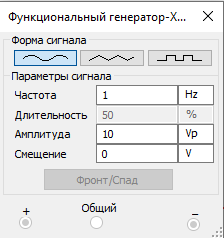 Функциональный генератор-X...
Форма сигнала
Параметры сигнала
Частота 1 Hz
Длительность 50 %
Амплитуда 10 Vp
Смещение 0 V
Фронт/Спад
+ Общий −